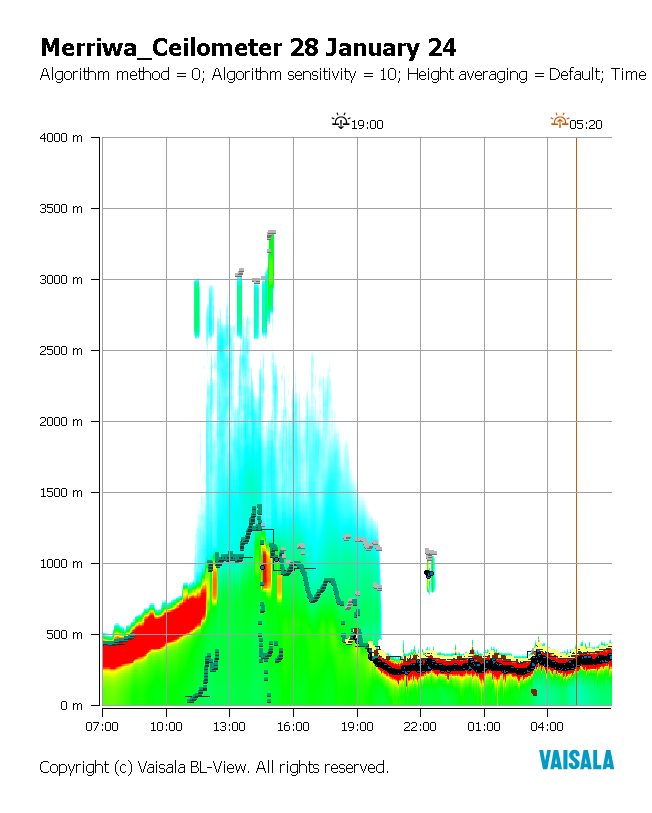 Merriwa_Ceilometer 28 January 24
Algorithm method = 0; Algorithm sensitivity = 10; Height averaging = Default; Time
19:00 05:20
4000 m
3500 m
3000 m
2500 m
2000 m
1500 m
1000 m
500 m
0 m
07:00 10:00 13:00 16:00 19:00 22:00 01:00 04:00
Copyright (c) Vaisala BL-View. All rights reserved.
VAISALA